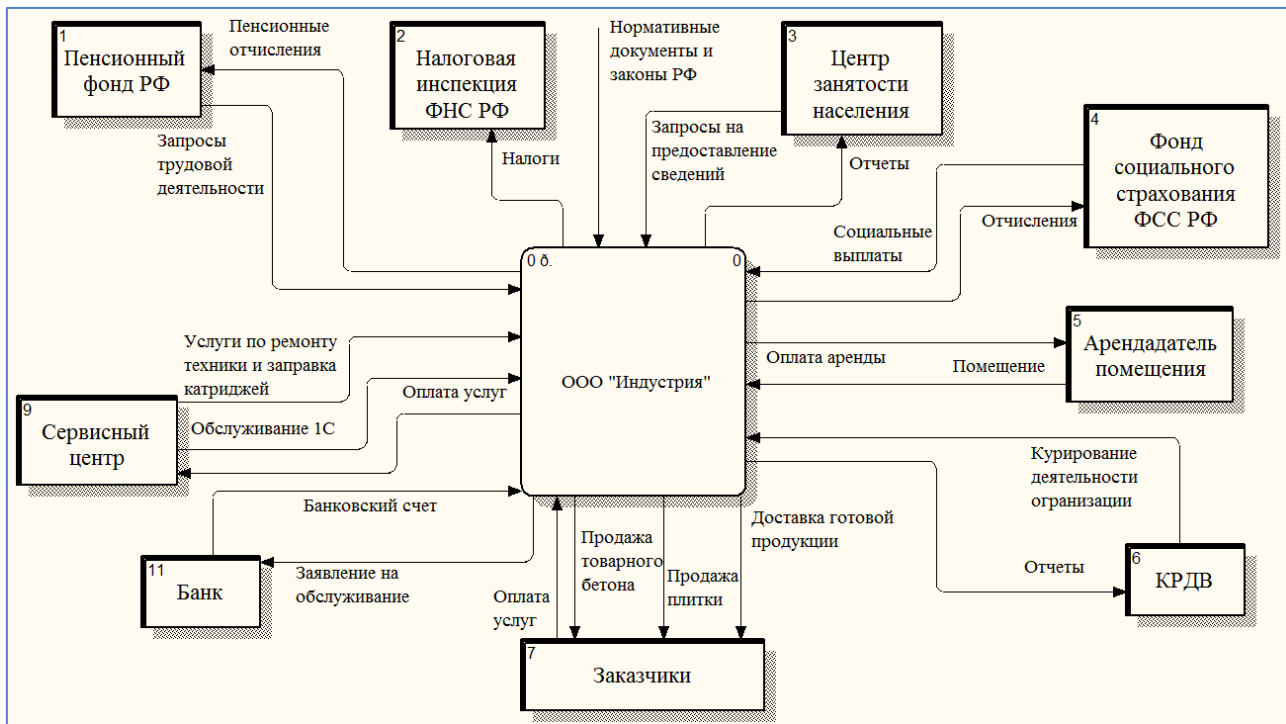 1
Пенсионный
фонд РФ
Пенсионные
отчисления
2
Налоговая
инспекция
ФНС РФ
Нормативные
документы и
законы РФ
3
Центр
занятости
населения
4
Фонд
социального
страхования
ФСС РФ
Запросы
трудовой
деятельности
Налоги
Запросы на
предоставление
сведений
Отчеты
Социальные
выплаты
Отчисления
0 ð.
0
ООО "Индустрия"
Услуги по ремонту
техники и заправка
катриджей
Оплата аренды
Помещение
5
Арендадатель
помещения
9
Сервисный
центр
Оплата услуг
Обслуживание 1С
Курирование
деятельности
огранизации
Банковский счет
11
Банк
Заявление на
обслуживание
Оплата
услуг
Продажа
товарного
бетона
Продажа
плитки
Доставка готовой
продукции
Отчеты
6
КРДВ
7
Заказчики